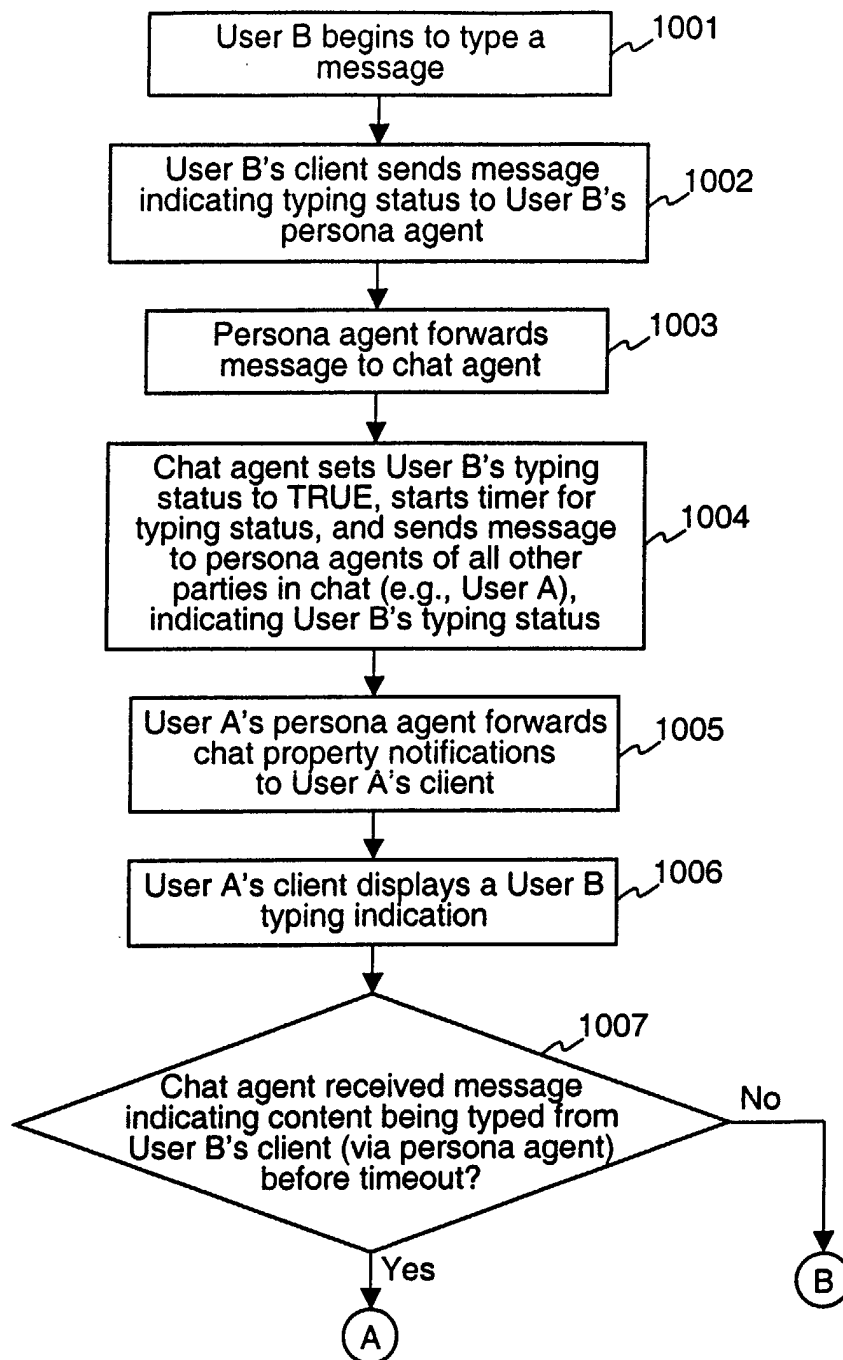 User B begins to type a
message
1001
User B's client sends message
indicating typing status to User B's
persona agent
1002
Persona agent forwards
message to chat agent
1003
Chat agent sets User B's typing
status to TRUE, starts timer for
typing status, and sends message
to persona agents of all other
parties in chat (e.g., User A),
indicating User B's typing status
1004
User A's persona agent forwards
chat property notifications
to User A's client
1005
User A's client displays a User B
typing indication
1006
1007
Chat agent received message
indicating content being typed from
User B's client (via persona agent)
before timeout?
No
Yes
B
A